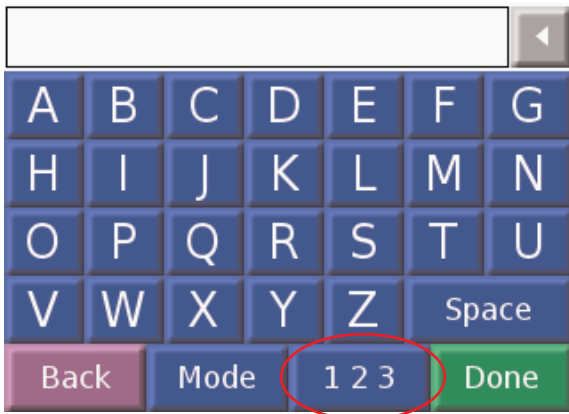 A B C D E F G
H I J K L M N
O P Q R S T U
V W X Y Z Space
Back Mode 1 2 3 Done